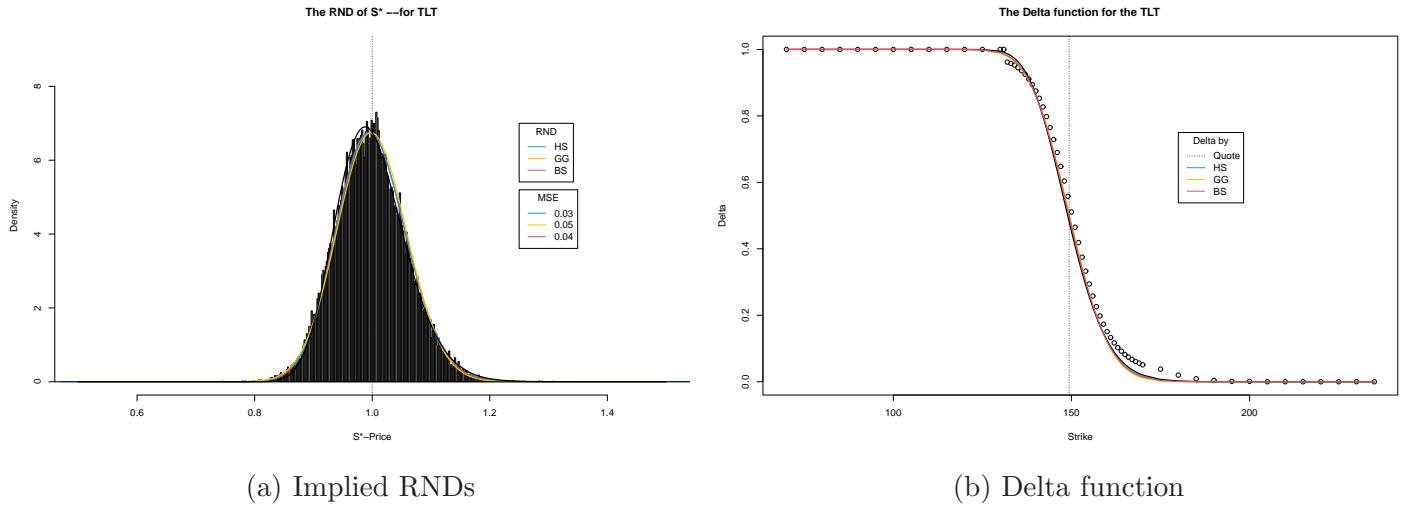 The RND of S* −−for TLT
Density
0 2 4 6 8
RND
HS
GG
BS
MSE
0.03
0.05
0.04
0.6 0.8 1.0 1.2 1.4
S*−Price
(a) Implied RNDs
The Delta function for the TLT
Delta
0.0 0.2 0.4 0.6 0.8 1.0
Delta by
Quote
HS
GG
BS
100 150 200
Strike
(b) Delta function